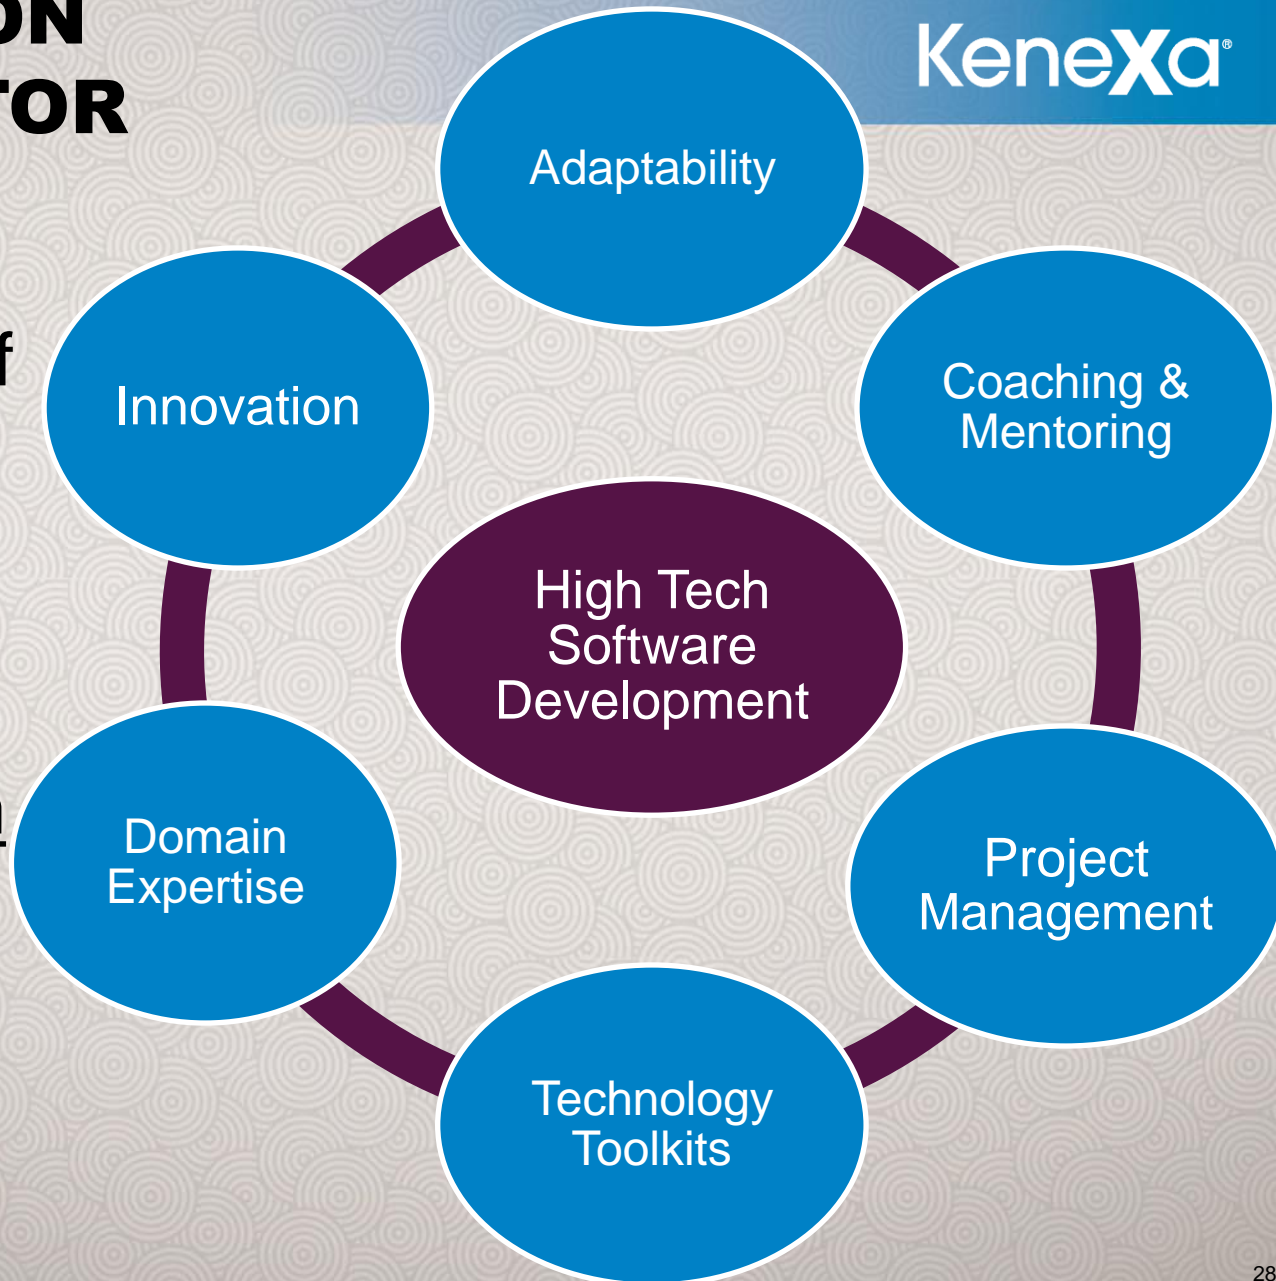 ON
TOR
Kenexa®
Adaptability
f
Innovation
Coaching &
Mentoring
High Tech
Software
Development
n
Domain
Expertise
Project
Management
Technology
Toolkits
28